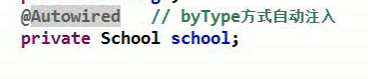 @Autowired   // byType方式自动注入
private School school;